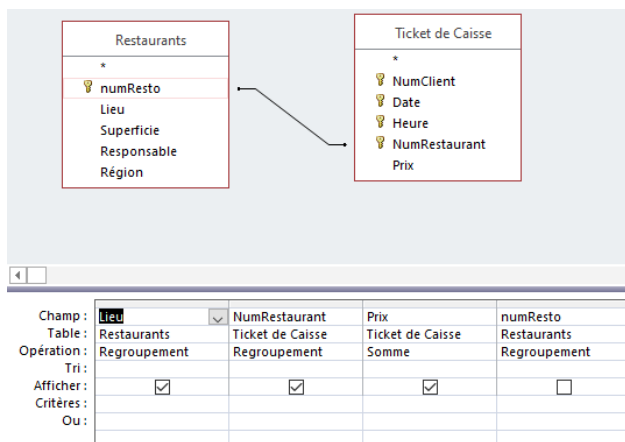 Restaurants
*
numResto
Lieu
Superficie
Responsable
Région
Ticket de Caisse
*
NumClient
Date
Heure
NumRestaurant
Prix
Champ : Lieu NumRestaurant Prix numResto
Table : Restaurants Ticket de Caisse Ticket de Caisse Restaurants
Opération : Regroupement Regroupement Somme Regroupement
Tri :
Afficher :
Critères :
Ou :